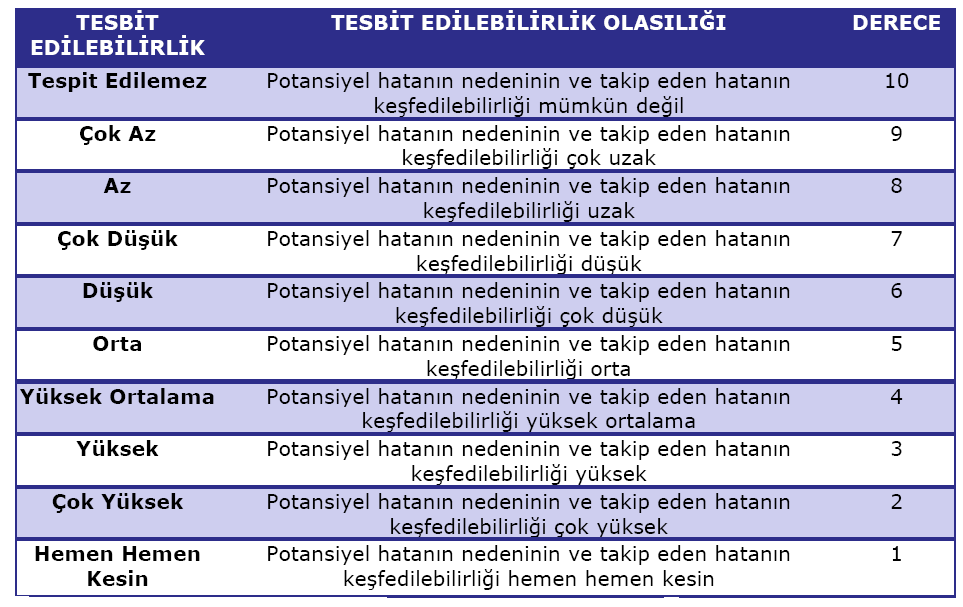 TESBİT EDİLEBİLİRLİK OLASILIĞI
TESBİT
EDİLEBİLİRLİK
DERECE
Tespit Edilemez
Potansiyel hatanın nedeninin ve takip eden hatanın
keşfedilebilirliği mümkün değil
10
Çok Az
Potansiyel hatanın nedeninin ve takip eden hatanın
keşfedilebilirliği çok uzak
9
Az
Potansiyel hatanın nedeninin ve takip eden hatanın
keşfedilebilirliği uzak
8
Çok Düşük
Potansiyel hatanın nedeninin ve takip eden hatanın
keşfedilebilirliği düşük
7
Düşük
Potansiyel hatanın nedeninin ve takip eden hatanın
keşfedilebilirliği çok düşük
6
Orta
Potansiyel hatanın nedeninin ve takip eden hatanın
keşfedilebilirliği orta
5
Yüksek Ortalama
Potansiyel hatanın nedeninin ve takip eden hatanın
keşfedilebilirliği yüksek ortalama
4
Yüksek
Potansiyel hatanın nedeninin ve takip eden hatanın
keşfedilebilirliği yüksek
3
Çok Yüksek
Potansiyel hatanın nedeninin ve takip eden hatanın
keşfedilebilirliği çok yüksek
2
Hemen Hemen
Kesin
Potansiyel hatanın nedeninin ve takip eden hatanın
keşfedilebilirliği hemen hemen kesin
1